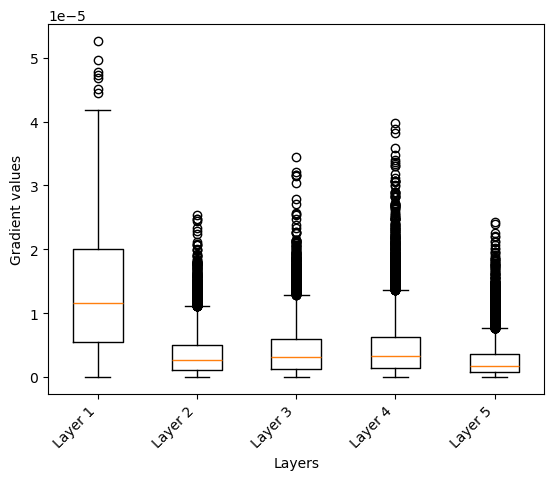 1e−5
5
4
3
2
1
0
Gradient values
Layer 1
Layer 2
Layer 3
Layer 4
Layer 5
Layers